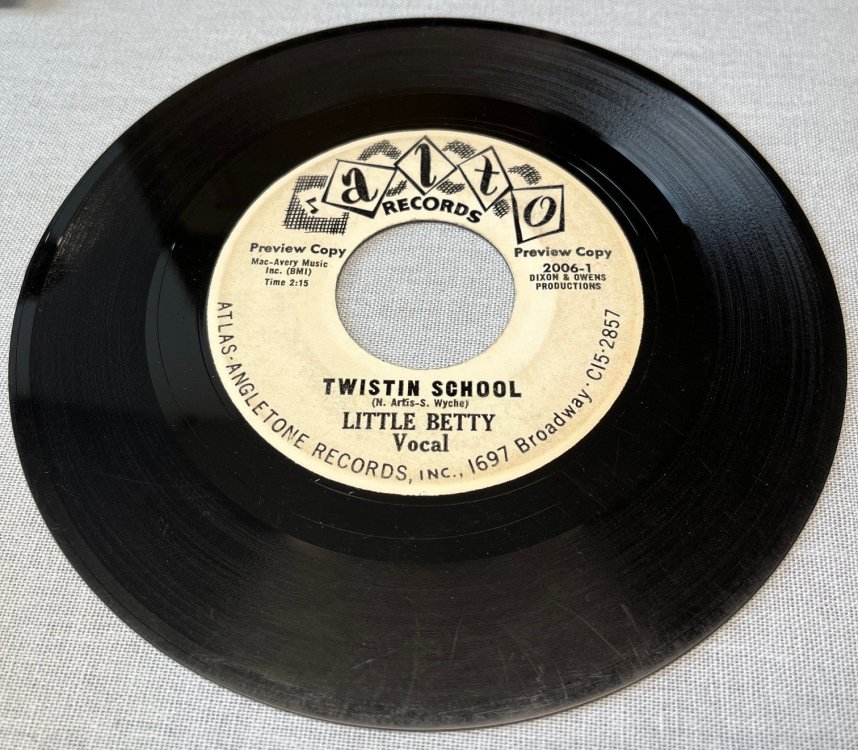 alto
RECORDS
Preview Copy
Mac-Avery Music
Inc. (BMI)
Time 2:15
Preview Copy
2006-1
DIXON & OWENS
PRODUCTIONS
TWISTIN SCHOOL
(N. Artis-S. Wyche)
LITTLE BETTY
Vocal
ATLAS·ANGLETONE RECORDS, INC., 1697 Broadway·CI5·2857